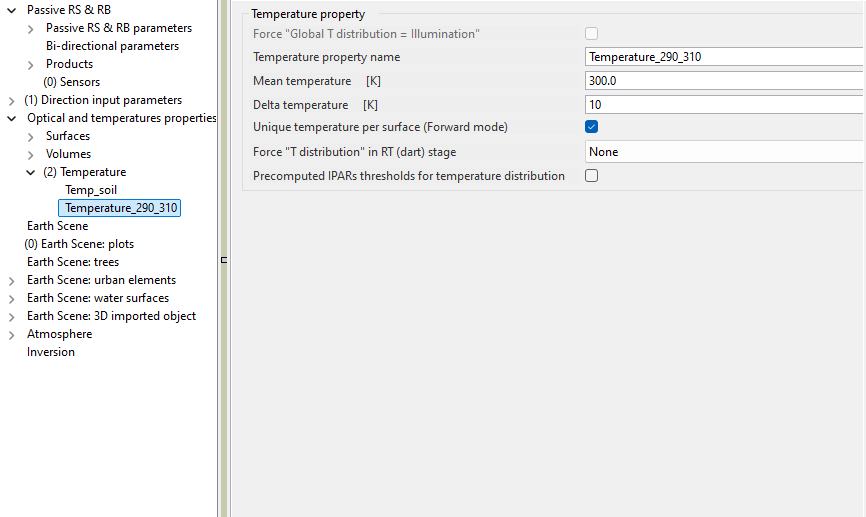 Passive RS & RB
Passive RS & RB parameters
Bi-directional parameters
Products
(0) Sensors
(1) Direction input parameters
Optical and temperatures properties
Surfaces
Volumes
(2) Temperature
Temp_soil
Temperature_290_310
Earth Scene
(0) Earth Scene: plots
Earth Scene: trees
Earth Scene: urban elements
Earth Scene: water surfaces
Earth Scene: 3D imported object
Atmosphere
Inversion
Temperature property
Force "Global T distribution = Illumination"
Temperature property name Temperature_290_310
Mean temperature [K] 300.0
Delta temperature [K] 10
Unique temperature per surface (Forward mode)
Force "T distribution" in RT (dart) stage None
Precomputed IPARs thresholds for temperature distribution